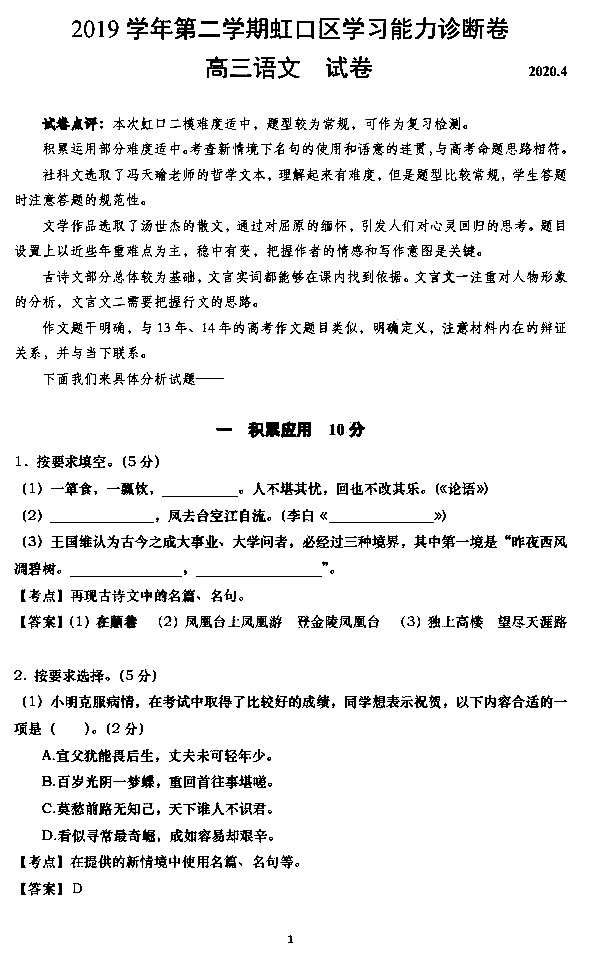 2019 学年第二学期虹口区学习能力诊断卷
高三语文 试卷 2020.4
试卷点评：本次虹口二模难度适中，题型较为常规，可作为复习检测。
积累运用部分难度适中。考查新情境下名句的使用和语意的连贯，与高考命题思路相符。
社科文选取了冯天瑜老师的哲学文本，理解起来有难度，但是题型比较常规，学生答题
时注意答题的规范性。
文学作品选取了汤世杰的散文，通过对屈原的缅怀，引发人们对心灵回归的思考。题目
设置上以近些年重难点为主，稳中有变，把握作者的情感和写作意图是关键。
古诗文部分总体较为基础，文言实词都能够在课内找到依据。文言文一注重对人物形象
的分析，文言文二需要把握行文的思路。
作文题干明确，与 13 年、14 年的高考作文题目类似，明确定义，注意材料内在的辩证
关系，并与当下联系。
下面我们来具体分析试题——
一 积累应用 10 分
1．按要求填空。（5 分）
（1）一箪食，一瓢饮，__________。人不堪其忧，回也不改其乐。（《论语》）
（2）______________，凤去台空江自流。（李白《______________》）
（3）王国维认为古今之成大事业、大学问者，必经过三种境界，其中第一境是“昨夜西风
凋碧树。_______________，_________________”。
【考点】再现古诗文中的名篇、名句。
【答案】（1）在陋巷 （2）凤凰台上凤凰游 登金陵凤凰台 （3）独上高楼 望尽天涯路
2．按要求选择。（5 分）
（1）小明克服病情，在考试中取得了比较好的成绩，同学想表示祝贺，以下内容合适的一
项是（ ）。（2 分）
A.宜父犹能畏后生，丈夫未可轻年少。
B.百岁光阴一梦蝶，重回首往事堪嗟。
C.莫愁前路无知己，天下谁人不识君。
D.看似寻常最奇崛，成如容易却艰辛。
【考点】在提供的新情境中使用名篇、名句等。
【答案】D
1